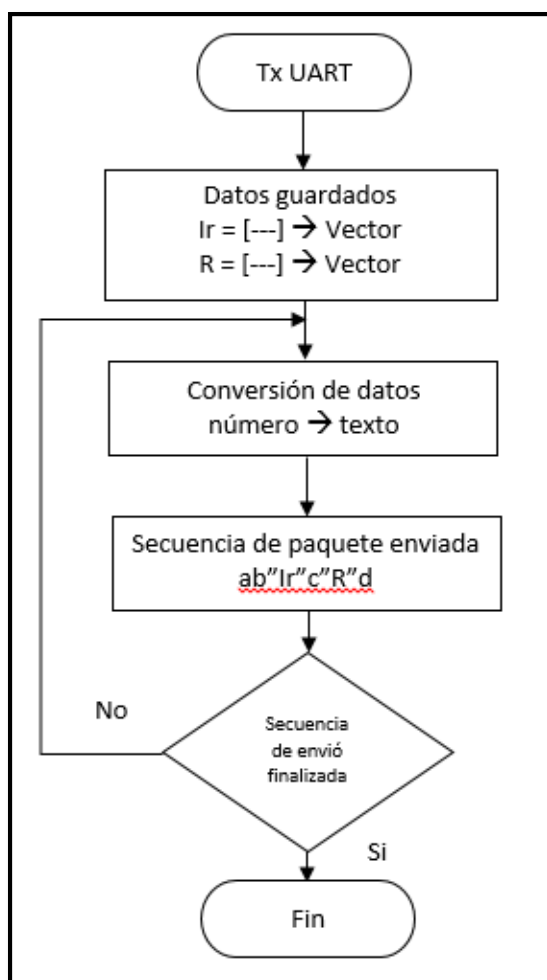 Tx UART
Datos guardados
Ir = [---] → Vector
R = [---] → Vector
Conversión de datos
número → texto
Secuencia de paquete enviada
ab”Ir”c”R”d
No
Secuencia
de envió
finalizada
Si
Fin